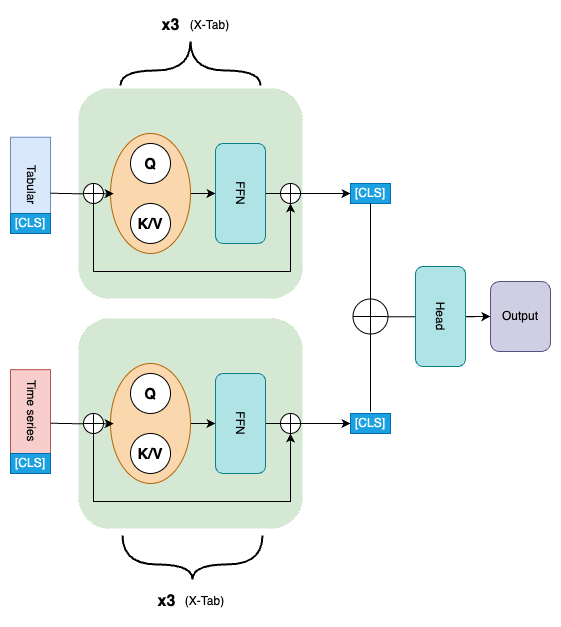 x3 (X-Tab)
Tabular
[CLS]
Q
K/V
FFN
[CLS]
Head
Output
Time series
[CLS]
Q
K/V
FFN
[CLS]
x3 (X-Tab)